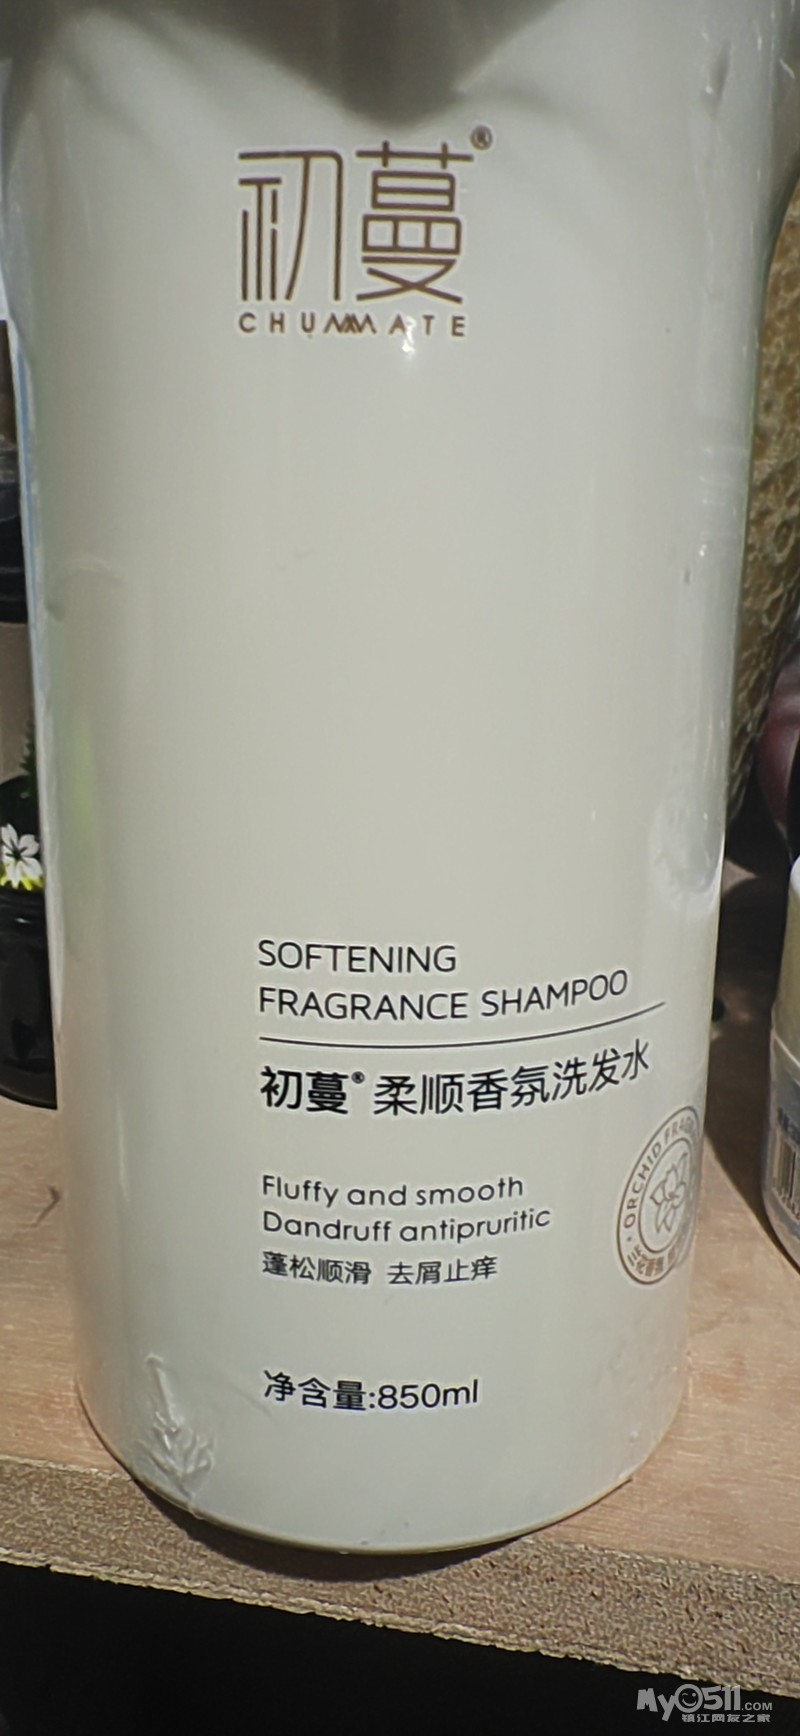 初蔓®
CHUMMATE
SOFTENING
FRAGRANCE SHAMPOO
初蔓®柔顺香氛洗发水
Fluffy and smooth
Dandruff antipruritic
蓬松顺滑 去屑止痒
ORCHID
净含量:850ml
MY0511.COM
镇江网友之家